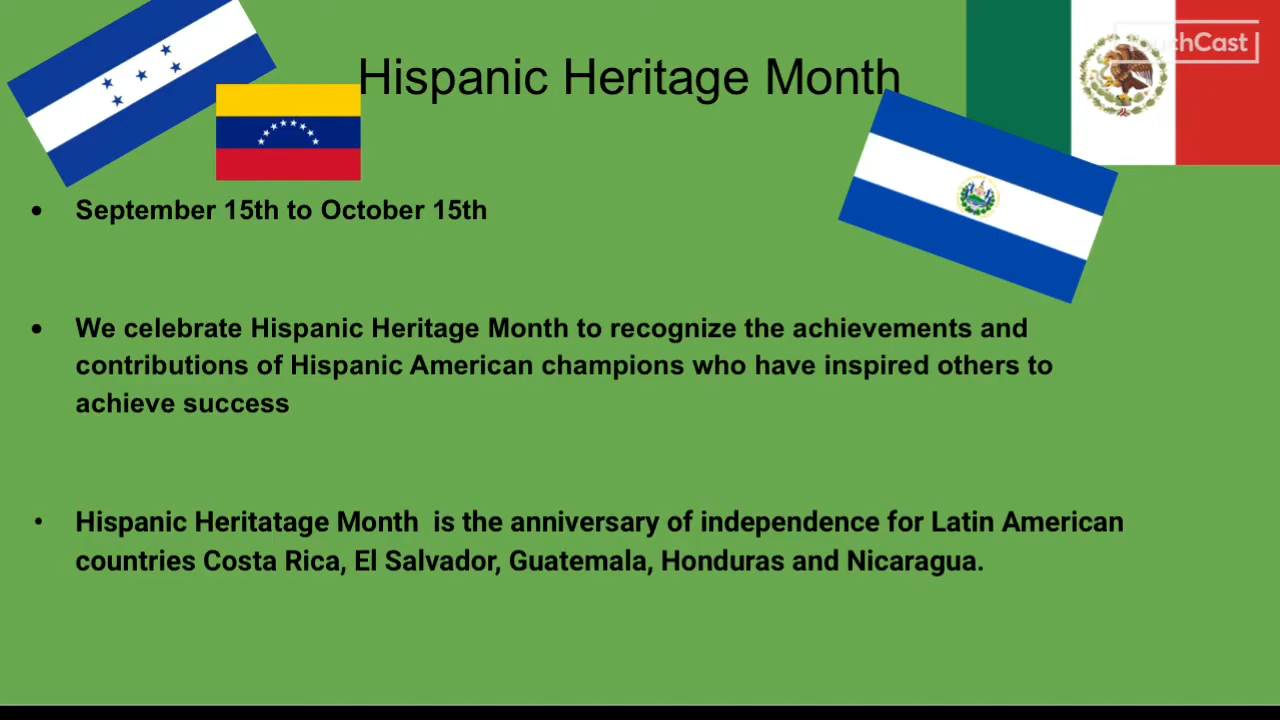 Hispanic Heritage Month
TouchCast
• September 15th to October 15th
• We celebrate Hispanic Heritage Month to recognize the achievements and
contributions of Hispanic American champions who have inspired others to
achieve success
• Hispanic Heritatage Month is the anniversary of independence for Latin American
countries Costa Rica, El Salvador, Guatemala, Honduras and Nicaragua.